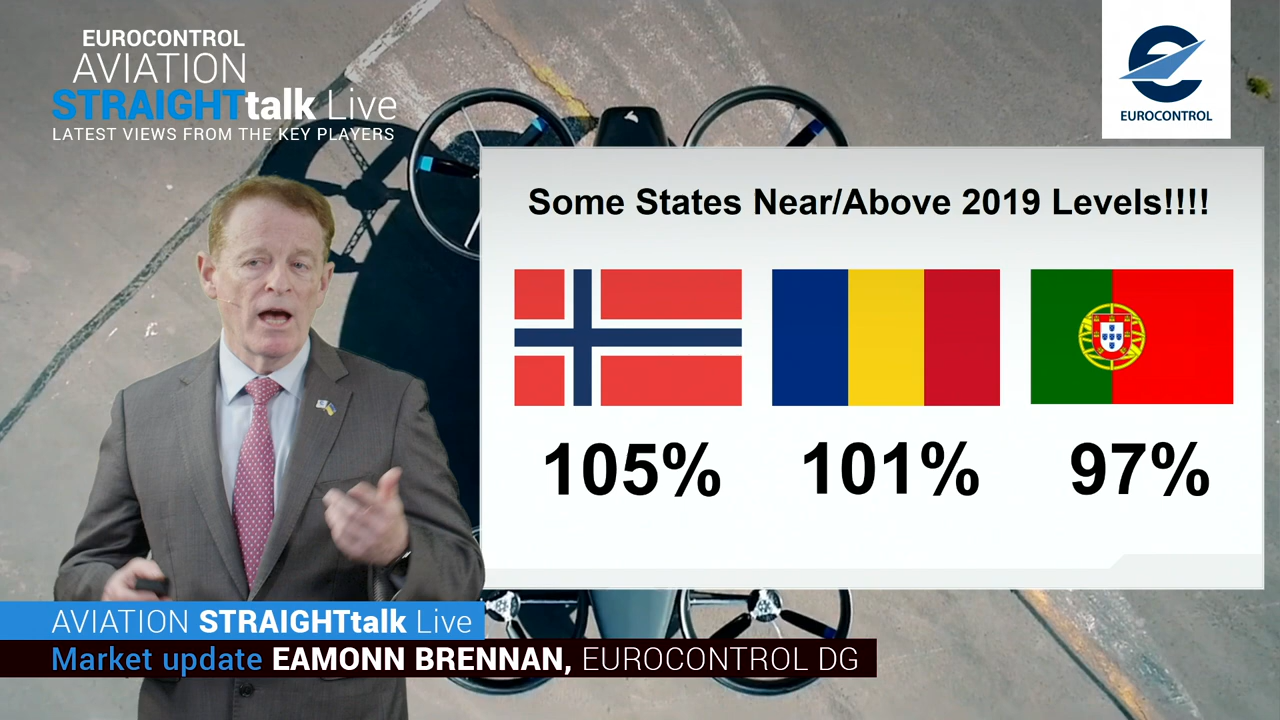 EUROCONTROL
AVIATION
STRAIGHTtalk Live
LATEST VIEWS FROM THE KEY PLAYERS
EUROCONTROL
Some States Near/Above 2019 Levels!!!!
105% 101% 97%
AVIATION STRAIGHTtalk Live
Market update EAMONN BRENNAN, EUROCONTROL DG